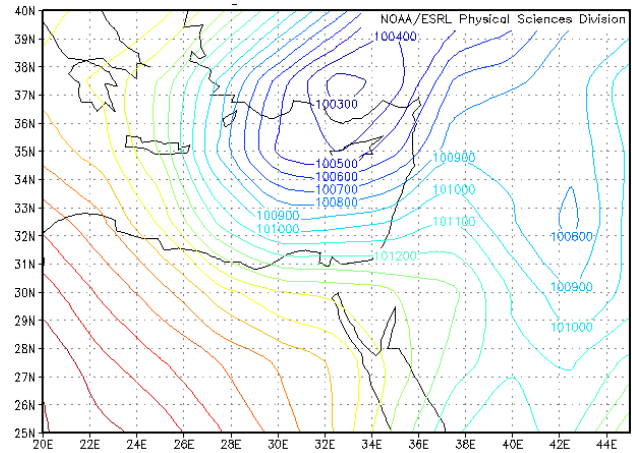 40N
NOAA/ESRL Physical Sciences Division
39N
100400
38N
37N
100300
36N
35N
100500
100900
100600
34N
100700
101000
100800
33N
100900
101100
100800
101000
32N
101200
31N
30N
100900
29N
101000
28N
27N
26N
25N
20E 22E 24E 26E 28E 30E 32E 34E 36E 38E 40E 42E 44E